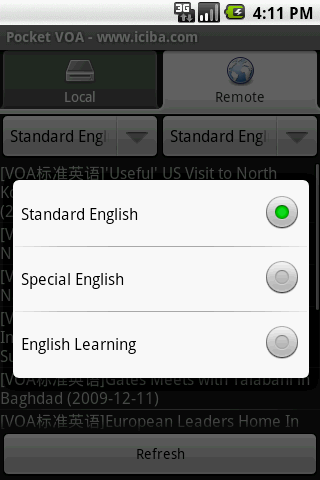 3G
4:11 PM
Pocket VOA - www.iciba.com
Local
Remote
Standard Engl
Standard Engl
[VOA标准英语]'Useful' US Visit to North
Standard English
Special English
English Learning
[VOA标准英语]Gates Meets with Talabani in
Baghdad (2009-12-11)
[VOA标准英语]European Leaders Home In
Refresh